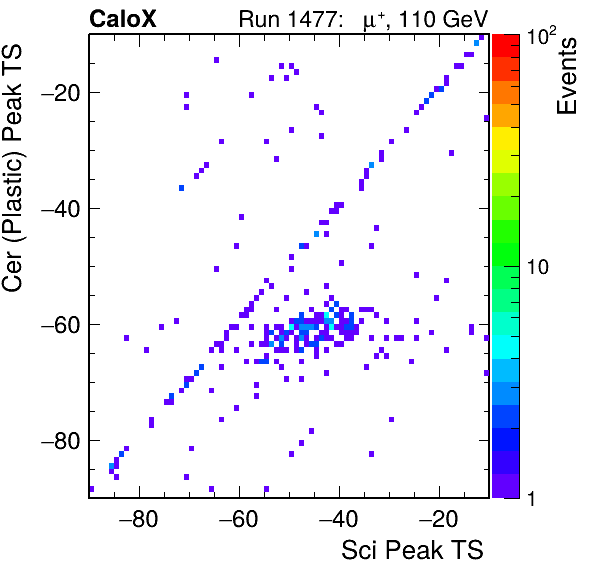 CaloX Run 1477: μ⁺, 110 GeV
Cer (Plastic) Peak TS
−20
−40
−60
−80
−80 −60 −40 −20
Sci Peak TS
10²
10
1
Events